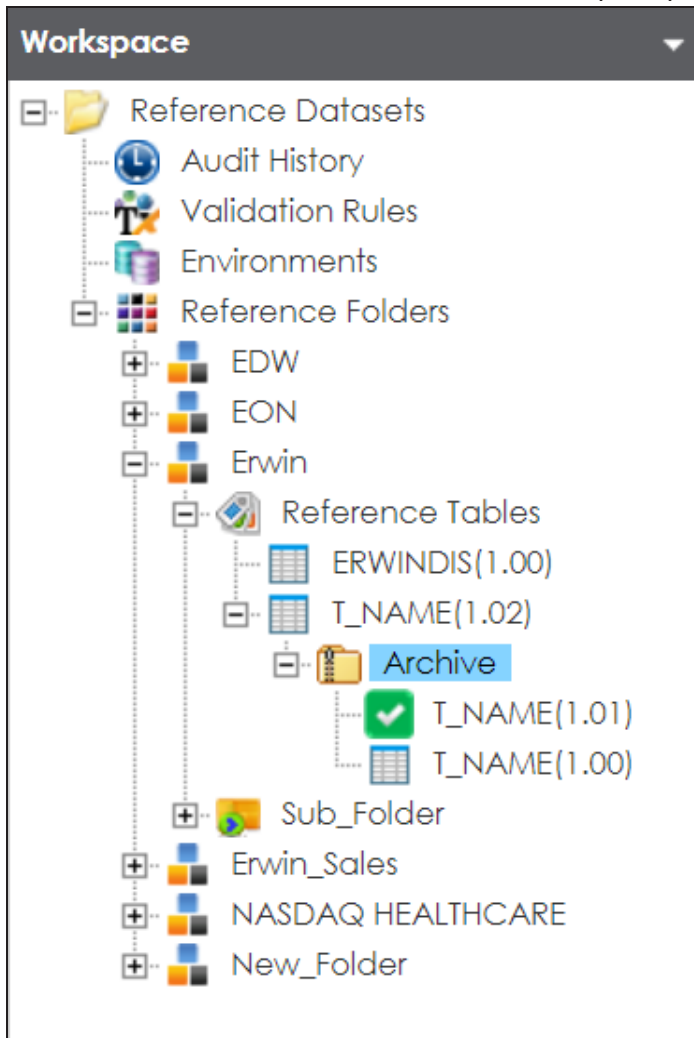 Workspace
Reference Datasets
Audit History
Validation Rules
Environments
Reference Folders
EDW
EON
Erwin
Reference Tables
ERWINDIS(1.00)
T_NAME(1.02)
Archive
T_NAME(1.01)
T_NAME(1.00)
Sub_Folder
Erwin_Sales
NASDAQ HEALTHCARE
New_Folder